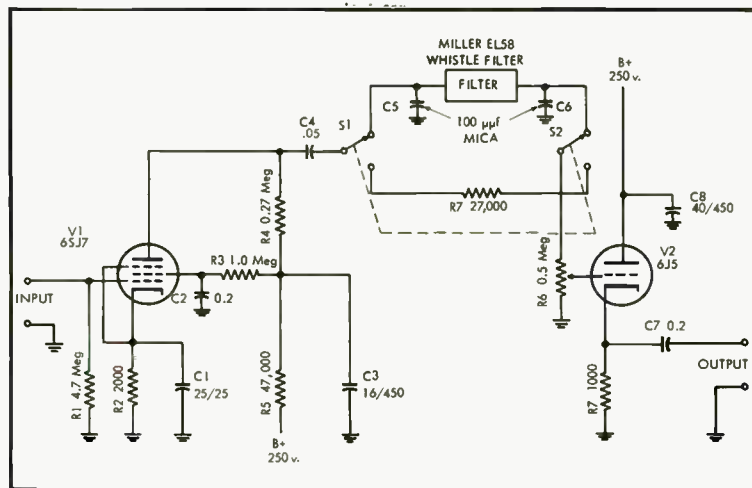 MILLER EL58
WHISTLE FILTER
FILTER
B+
250 v.
C4
.05
S1
C5
100 μμf
MICA
C6
S2
R7 27,000
C8
40/450
V1
6SJ7
R4 0.27 Meg
R3 1.0 Meg
C2
0.2
R6 0.5 Meg
V2
6J5
INPUT
R1 4.7 Meg
R2 2000
C1
25/25
R5 47,000
C3
16/450
C7 0.2
R7 1000
OUTPUT
B+
250 v.